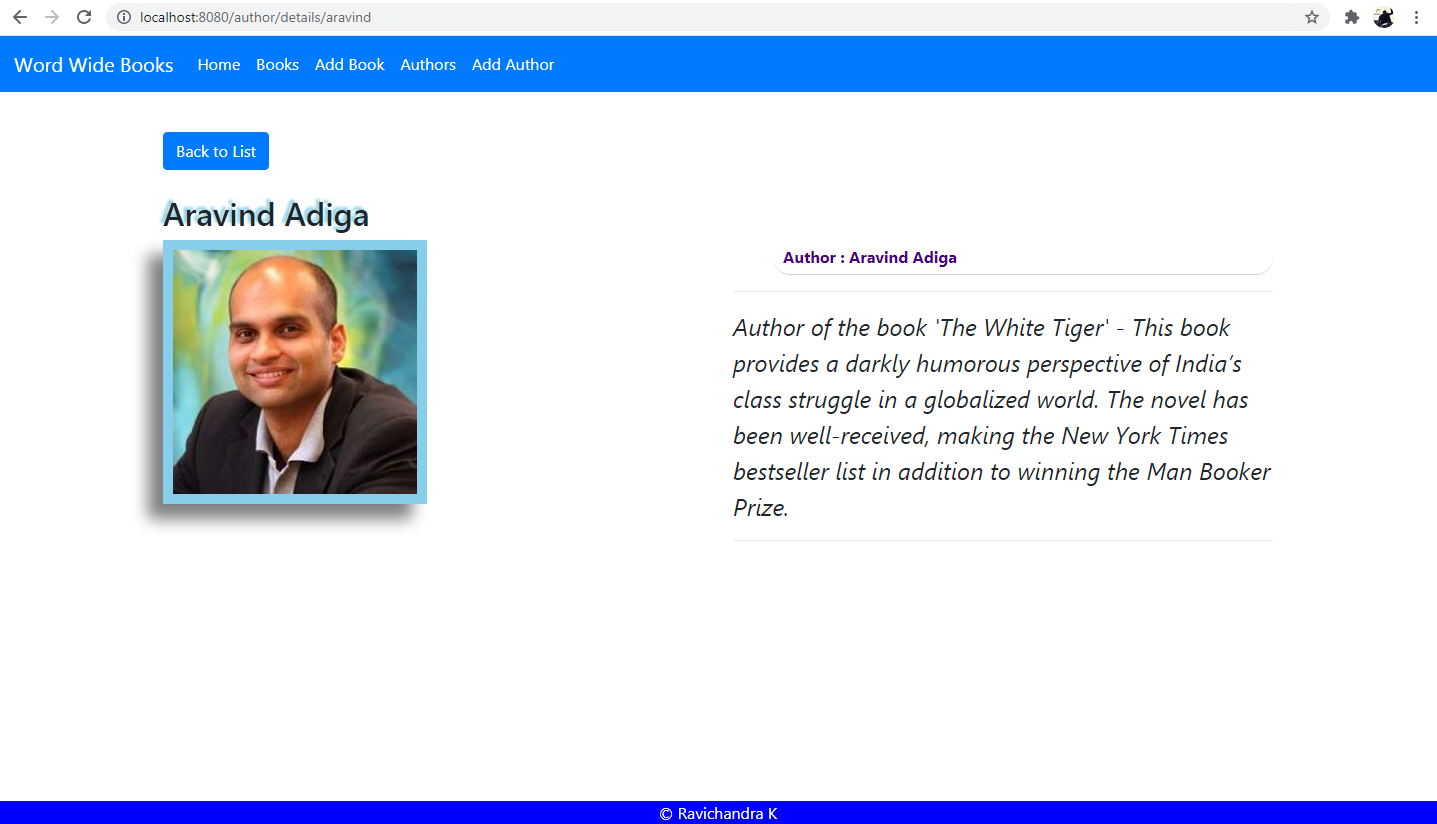 localhost:8080/author/details/aravind
Word Wide Books Home Books Add Book Authors Add Author
Back to List
Aravind Adiga
Author : Aravind Adiga
Author of the book 'The White Tiger' - This book
provides a darkly humorous perspective of India’s
class struggle in a globalized world. The novel has
been well-received, making the New York Times
bestseller list in addition to winning the Man Booker
Prize.
© Ravichandra K